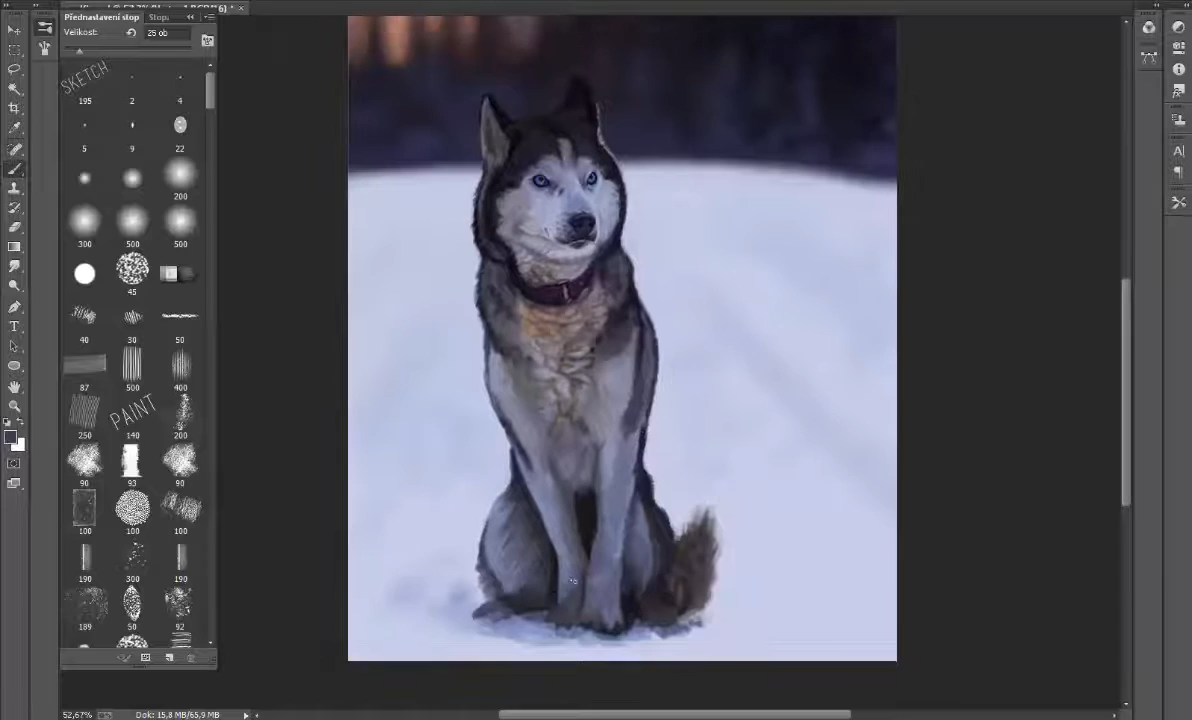 6) * ×
Přednastavení stop Stopa
Velikost: 25 ob
SKETCH
195 2 4
5 9 22
200
300 500 500
45
40 30 50
87 500 400
PAINT
250 140 200
90 93 90
100 100 100
190 300 190
189 50 92
T
A
52,67% Dok: 15,8 MB/65,9 MB